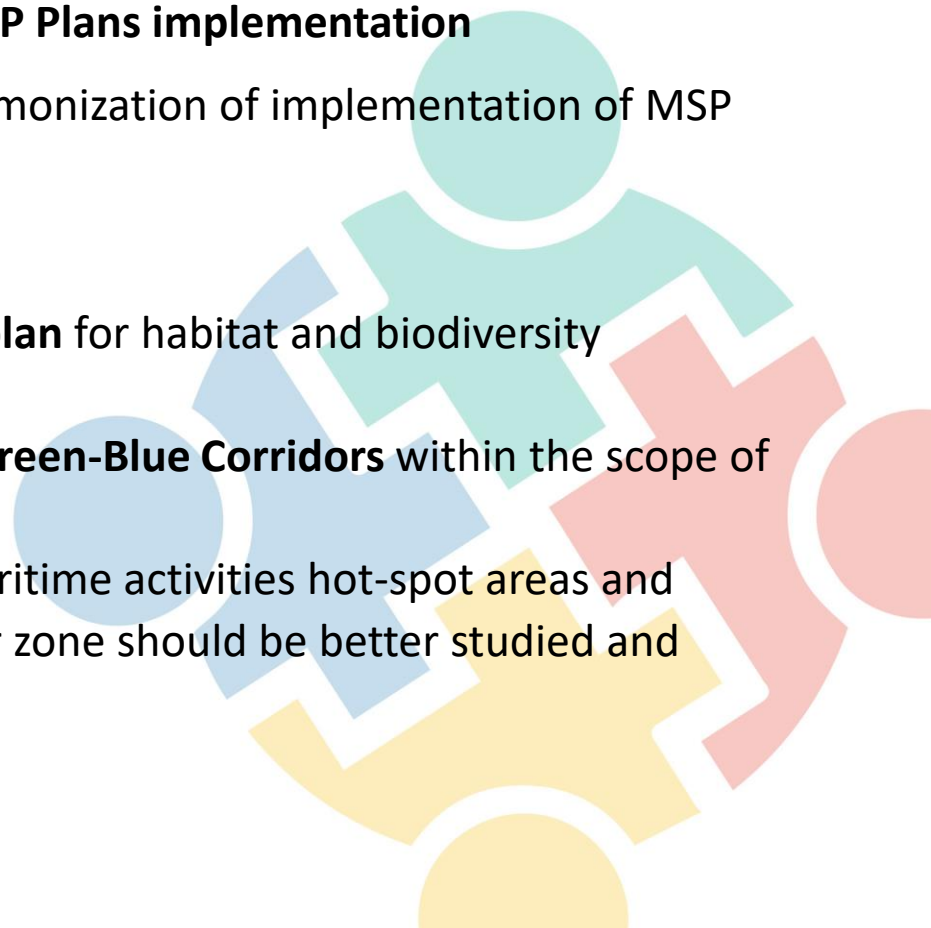 P Plans implementation
monization of implementation of MSP
lan for habitat and biodiversity
reen-Blue Corridors within the scope of
ritime activities hot-spot areas and
r zone should be better studied and